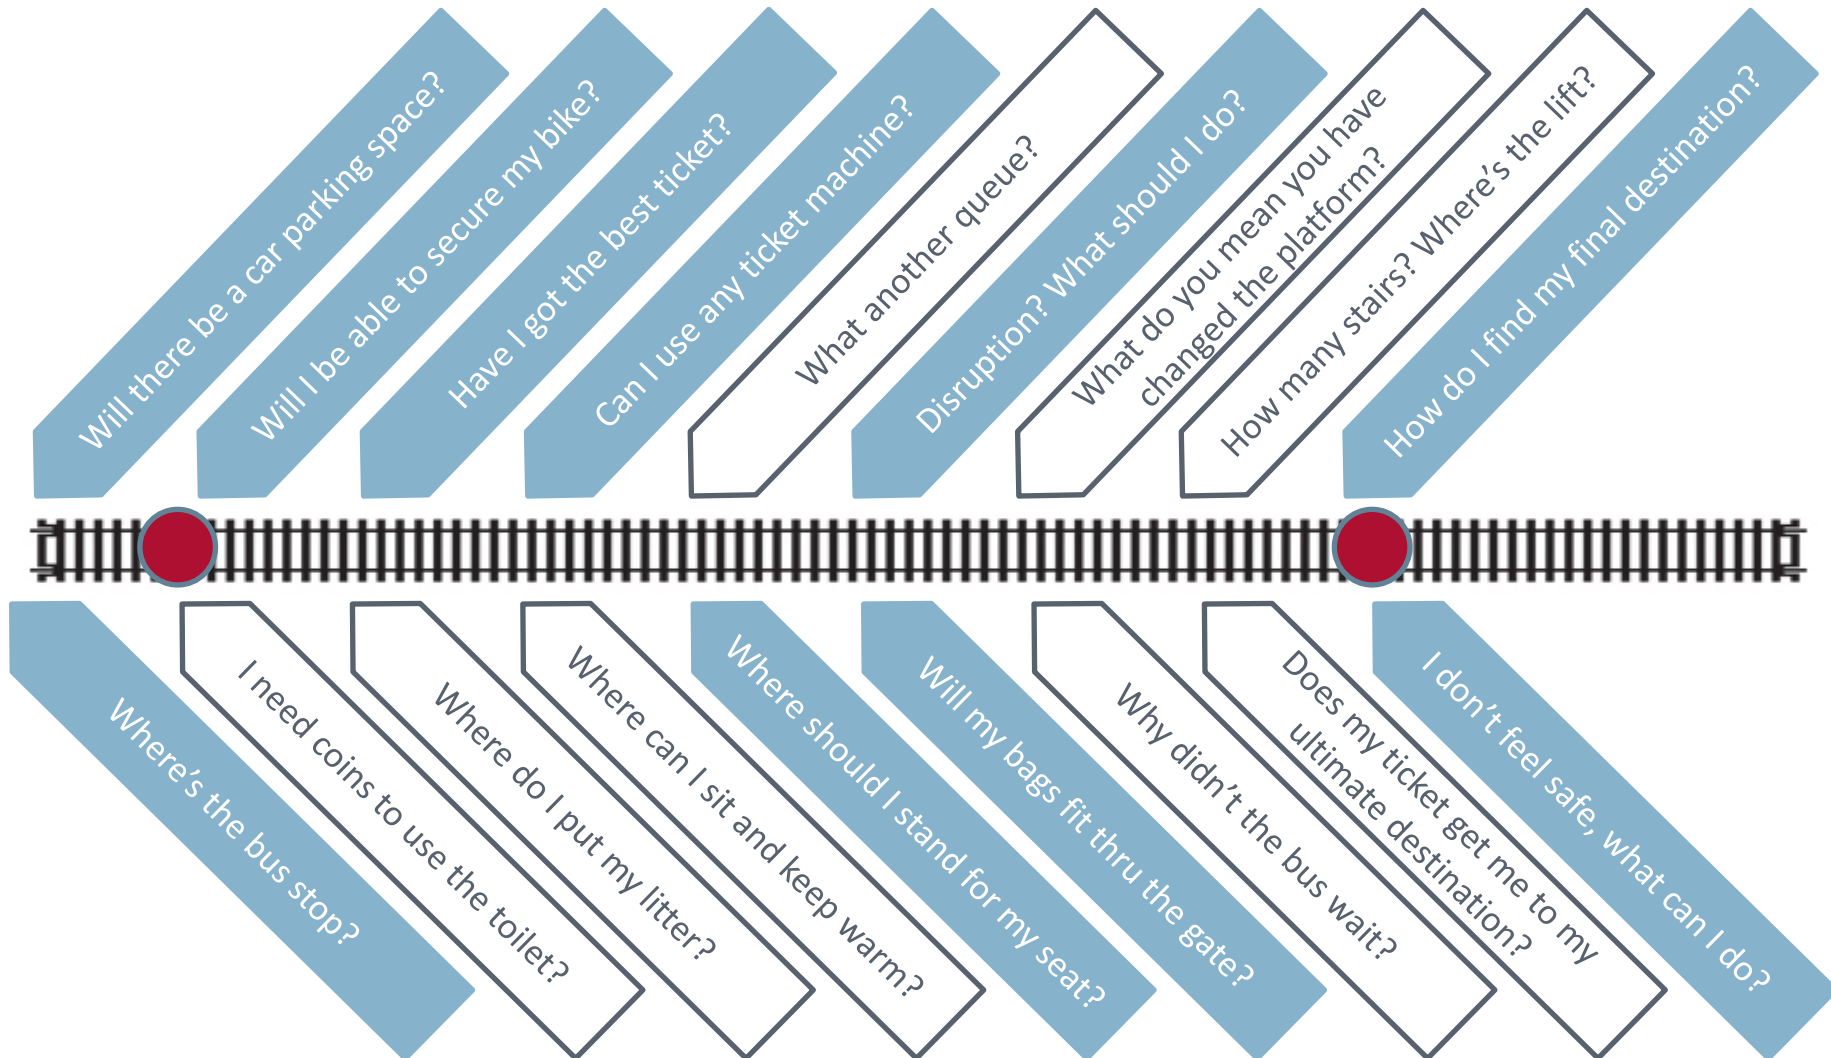 Will there be a car parking space?
Will I be able to secure my bike?
Have I got the best ticket?
Can I use any ticket machine?
What another queue?
Disruption? What should I do?
What do you mean you have
changed the platform?
How many stairs? Where's the lift?
How do I find my final destination?
Where's the bus stop?
I need coins to use the toilet?
Where do I put my litter?
Where can I sit and keep warm?
Where should I stand for my seat?
Will my bags fit thru the gate?
Why didn't the bus wait?
Does my ticket get me to my
ultimate destination?
I don't feel safe, what can I do?